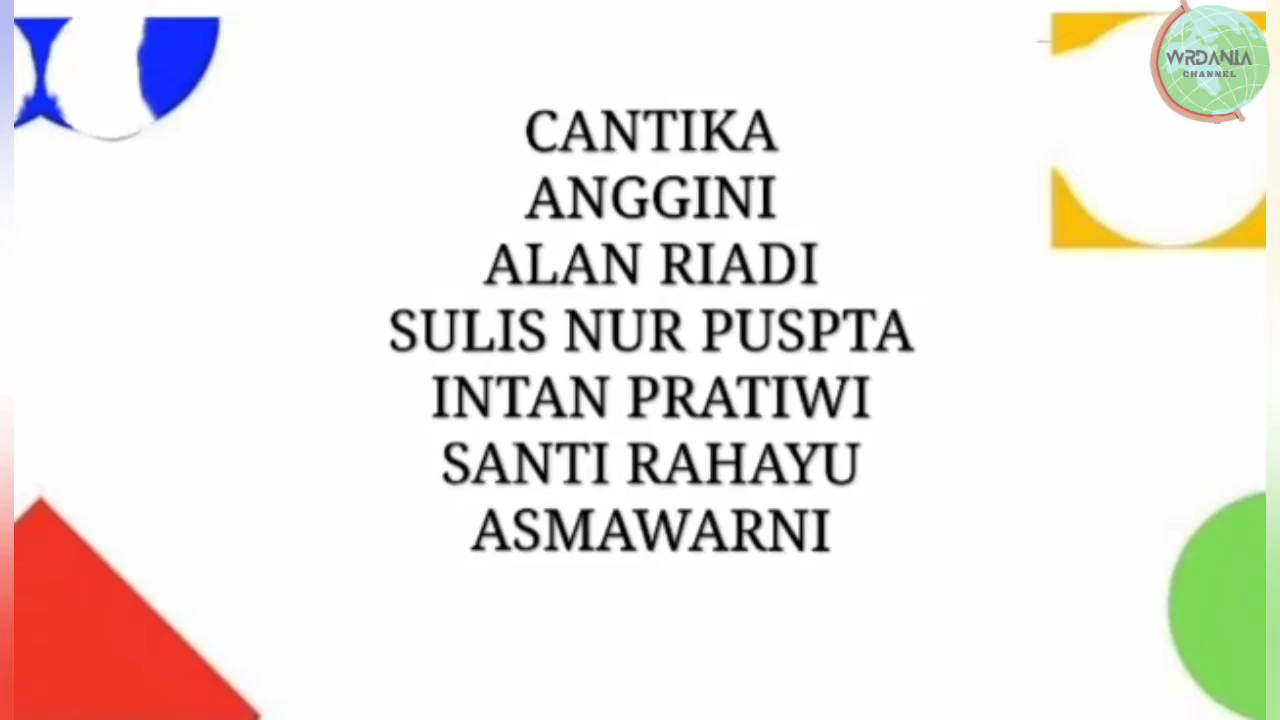 WRDANIA
CHANNEL
CANTIKA
ANGGINI
ALAN RIADI
SULIS NUR PUSPTA
INTAN PRATIWI
SANTI RAHAYU
ASMAWARNI